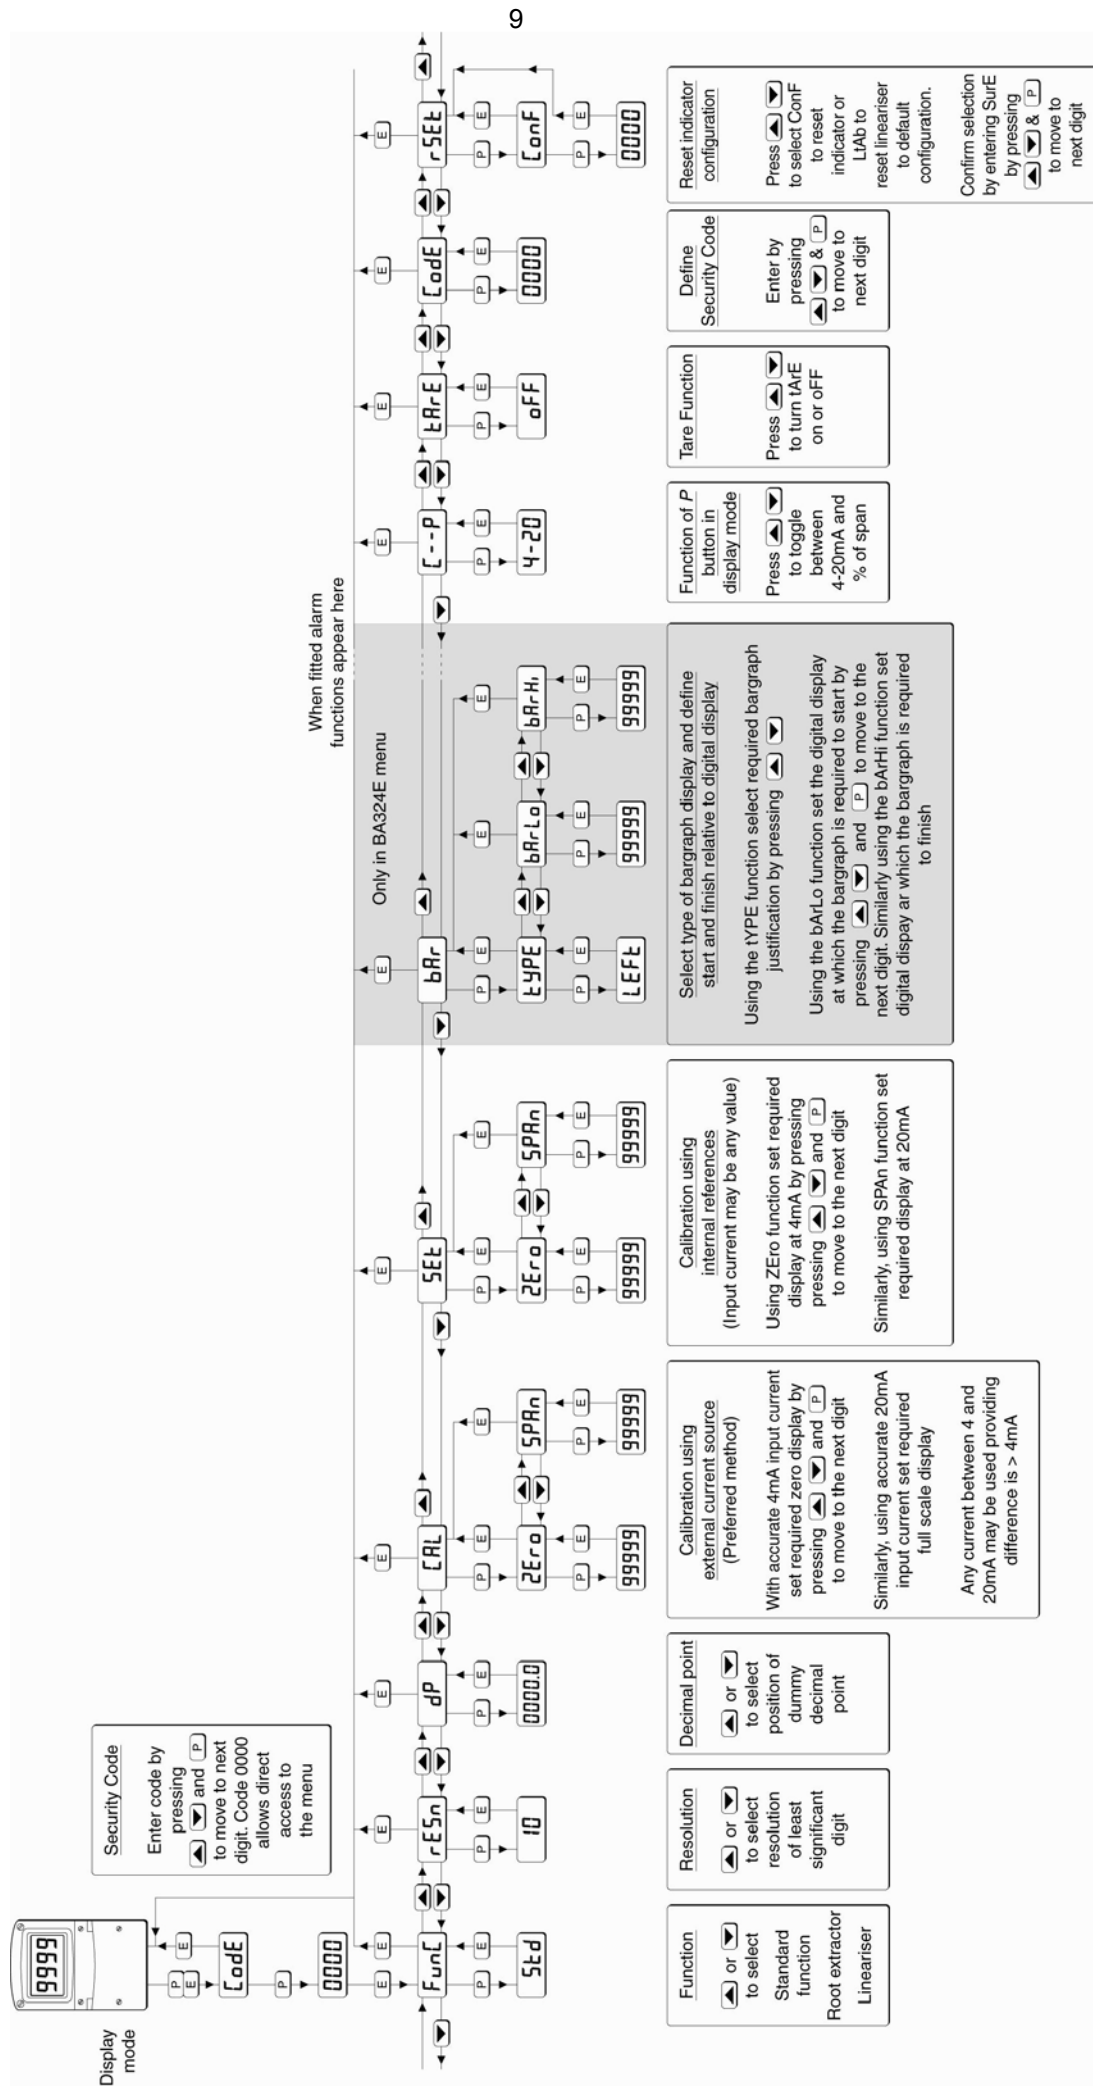 9
Display
mode
9999
P
E
E
CodE
P
0000
E
Security Code
Enter code by
pressing
▲ ▼ and P
to move to next
digit. Code 0000
allows direct
access to
the menu
When fitted alarm
functions appear here
Only in BA324E menu
E
FunC
P
E
Std
E
rESn
P
E
10
E
dP
P
E
0000.0
E
CAL
P
E
E
ZEro
SPAn
P
E
P
E
99999
99999
E
SEt
P
E
E
ZEro
SPAn
P
E
P
E
99999
99999
E
bAr
P
E
E
E
tYPE
bArLo
bArHi
P
E
P
E
P
E
LEFt
99999
99999
E
C--P
P
E
4-20
E
tArE
P
E
oFF
E
CodE
P
E
0000
E
rSEt
P
E
ConF
P
E
0000
Function
▲ or ▼
to select
Standard
function
Root extractor
Lineariser
Resolution
▲ or ▼
to select
resolution
of least
significant
digit
Decimal point
▲ or ▼
to select
position of
dummy
decimal
point
Calibration using
external current source
(Preferred method)
With accurate 4mA input current
set required zero display by
pressing ▲ ▼ and P
to move to the next digit
Similarly, using accurate 20mA
input current set required
full scale display
Any current between 4 and
20mA may be used providing
difference is > 4mA
Calibration using
internal references
(Input current may be any value)
Using ZEro function set required
display at 4mA by pressing
pressing ▲ ▼ and P
to move to the next digit
Similarly, using SPAn function set
required display at 20mA
Select type of bargraph display and define
start and finish relative to digital display
Using the tYPE function select required bargraph
justification by pressing ▲ ▼
Using the bArLo function set the digital display
at which the bargraph is required to start by
pressing ▲ ▼ and P to move to the
next digit. Similarly using the bArHi function set
digital dispay ar which the bargraph is required
to finish
Function of P
button in
display mode
Press ▲ ▼
to toggle
between
4-20mA and
% of span
Tare Function
Press ▲ ▼
to turn tArE
on or oFF
Define
Security Code
Enter by
pressing
▲ ▼ & P
to move to
next digit
Reset indicator
configuration
Press ▲ ▼
to select ConF
to reset
indicator or
LtAb to
reset lineariser
to default
configuration.
Confirm selection
by entering SurE
by pressing
▲ ▼ & P
to move to
next digit